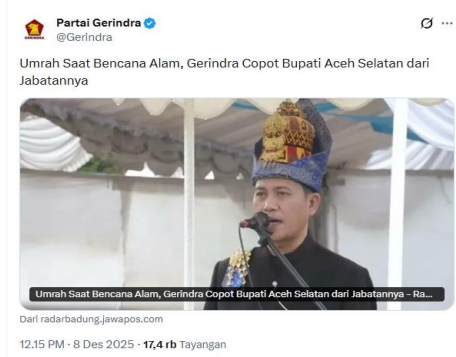 Partai Gerindra
@Gerindra
Umrah Saat Bencana Alam, Gerindra Copot Bupati Aceh Selatan dari
Jabatannya
Umrah Saat Bencana Alam, Gerindra Copot Bupati Aceh Selatan dari Jabatannya – Ra...
Dari radarbadung.jawapos.com
12.15 PM · 8 Des 2025 · 17,4 rb Tayangan